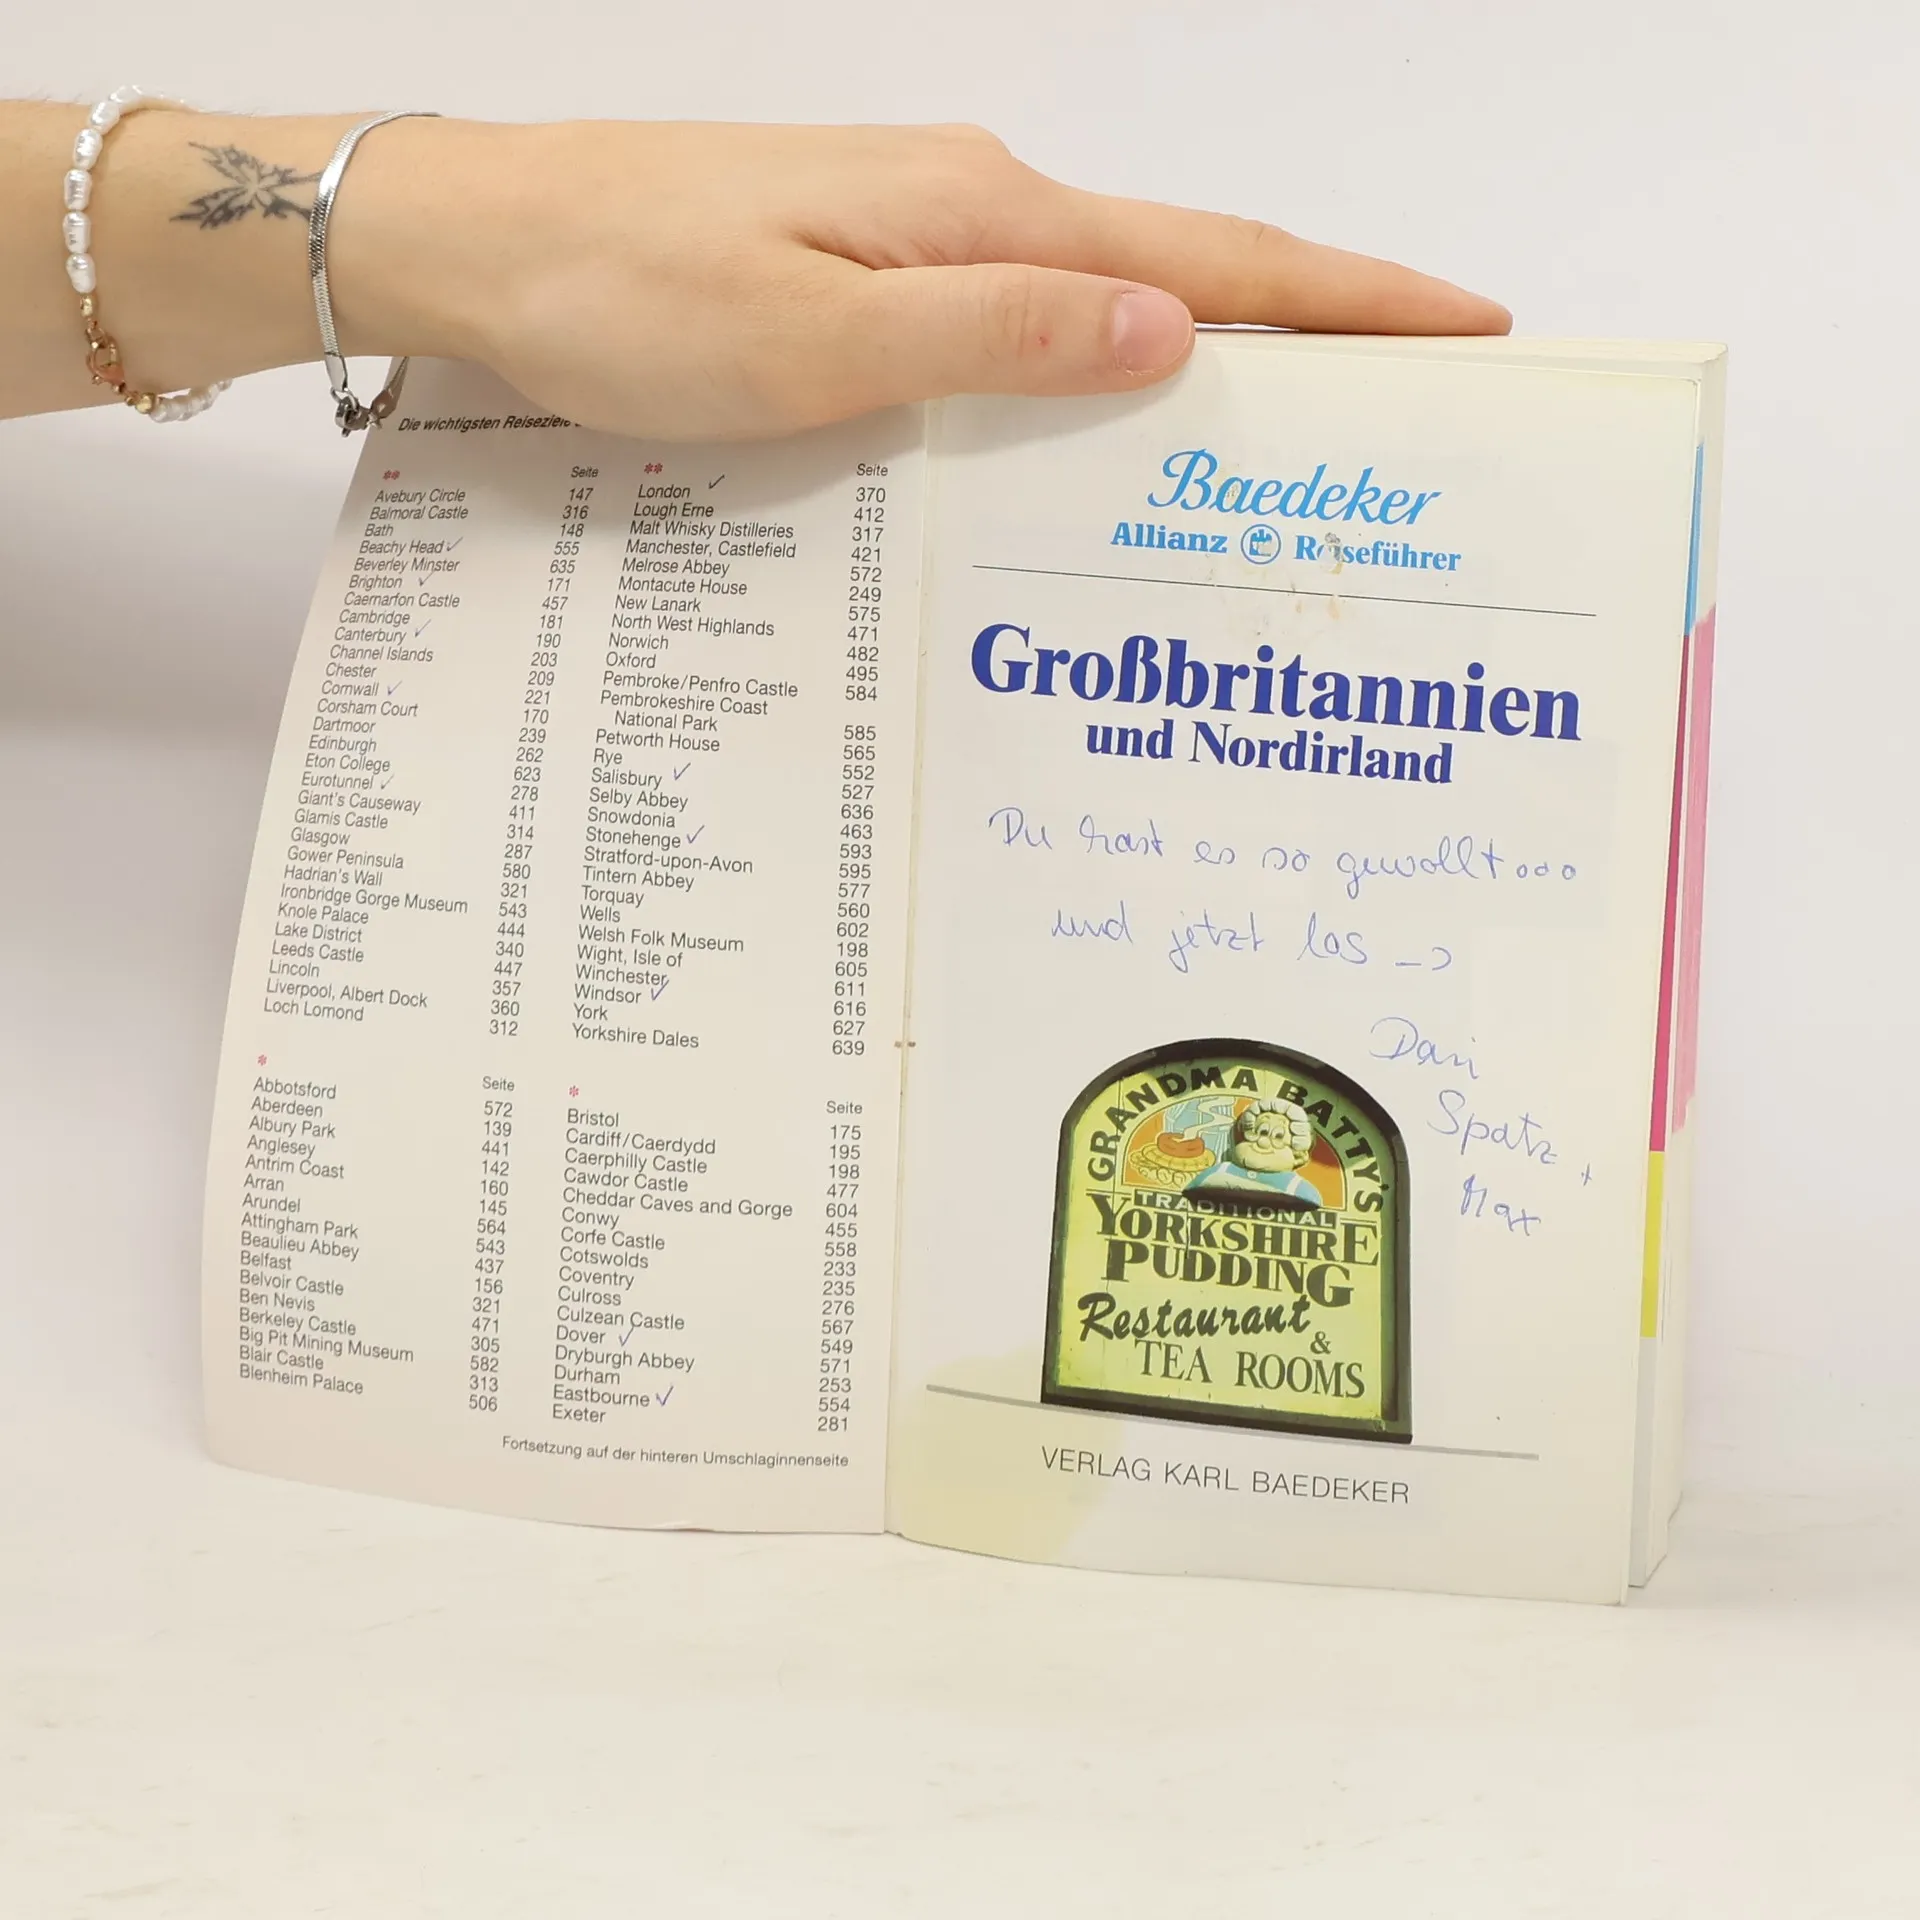 Die wichtigsten Reiseziele
** Seite
Avebury Circle 147
Balmoral Castle 316
Bath 148
Beachy Head ✓ 555
Beverley Minster 635
Brighton ✓ 171
Caernarfon Castle 457
Cambridge 181
Canterbury ✓ 190
Channel Islands 203
Chester 209
Cornwall ✓ 221
Corsham Court 170
Dartmoor 239
Edinburgh 262
Eton College 623
Eurotunnel ✓ 278
Giant's Causeway 411
Glamis Castle 314
Glasgow 287
Gower Peninsula 580
Hadrian's Wall 321
Ironbridge Gorge Museum 543
Knole Palace 444
Lake District 340
Leeds Castle 447
Lincoln 357
Liverpool, Albert Dock 360
Loch Lomond 312
** Seite
London ✓ 370
Lough Erne 412
Malt Whisky Distilleries 317
Manchester, Castlefield 421
Melrose Abbey 572
Montacute House 249
New Lanark 575
North West Highlands 471
Norwich 482
Oxford 495
Pembroke/Penfro Castle 584
Pembrokeshire Coast
National Park 585
Petworth House 565
Rye 552
Salisbury ✓ 527
Selby Abbey 636
Snowdonia 463
Stonehenge ✓ 593
Stratford-upon-Avon 595
Tintern Abbey 577
Torquay 560
Wells 602
Welsh Folk Museum 198
Wight, Isle of 605
Winchester 611
Windsor ✓ 616
York 627
Yorkshire Dales 639
* Seite
Abbotsford 572
Aberdeen 139
Albury Park 441
Anglesey 142
Antrim Coast 160
Arran 145
Arundel 564
Attingham Park 543
Beaulieu Abbey 437
Belfast 156
Belvoir Castle 321
Ben Nevis 471
Berkeley Castle 305
Big Pit Mining Museum 582
Blair Castle 313
Blenheim Palace 506
* Seite
Bristol 175
Cardiff/Caerdydd 195
Caerphilly Castle 198
Cawdor Castle 477
Cheddar Caves and Gorge 604
Conwy 455
Corfe Castle 558
Cotswolds 233
Coventry 235
Culross 276
Culzean Castle 567
Dover ✓ 549
Dryburgh Abbey 571
Durham 253
Eastbourne ✓ 554
Exeter 281
Fortsetzung auf der hinteren Umschlaginnenseite
Baedeker
Allianz Reiseführer
Großbritannien
und Nordirland
Du hast es so gewollt...
und jetzt los ->
Dani
Spatz +
Max
GRANDMA BATTY'S
TRADITIONAL
YORKSHIRE
PUDDING
Restaurant
&
TEA ROOMS
VERLAG KARL BAEDEKER